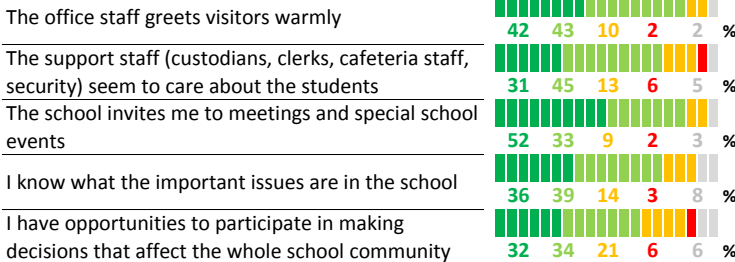 The office staff greets visitors warmly
42 43 10 2 2 %
The support staff (custodians, clerks, cafeteria staff,
security) seem to care about the students
31 45 13 6 5 %
The school invites me to meetings and special school
events
52 33 9 2 3 %
I know what the important issues are in the school
36 39 14 3 8 %
I have opportunities to participate in making
decisions that affect the whole school community
32 34 21 6 6 %